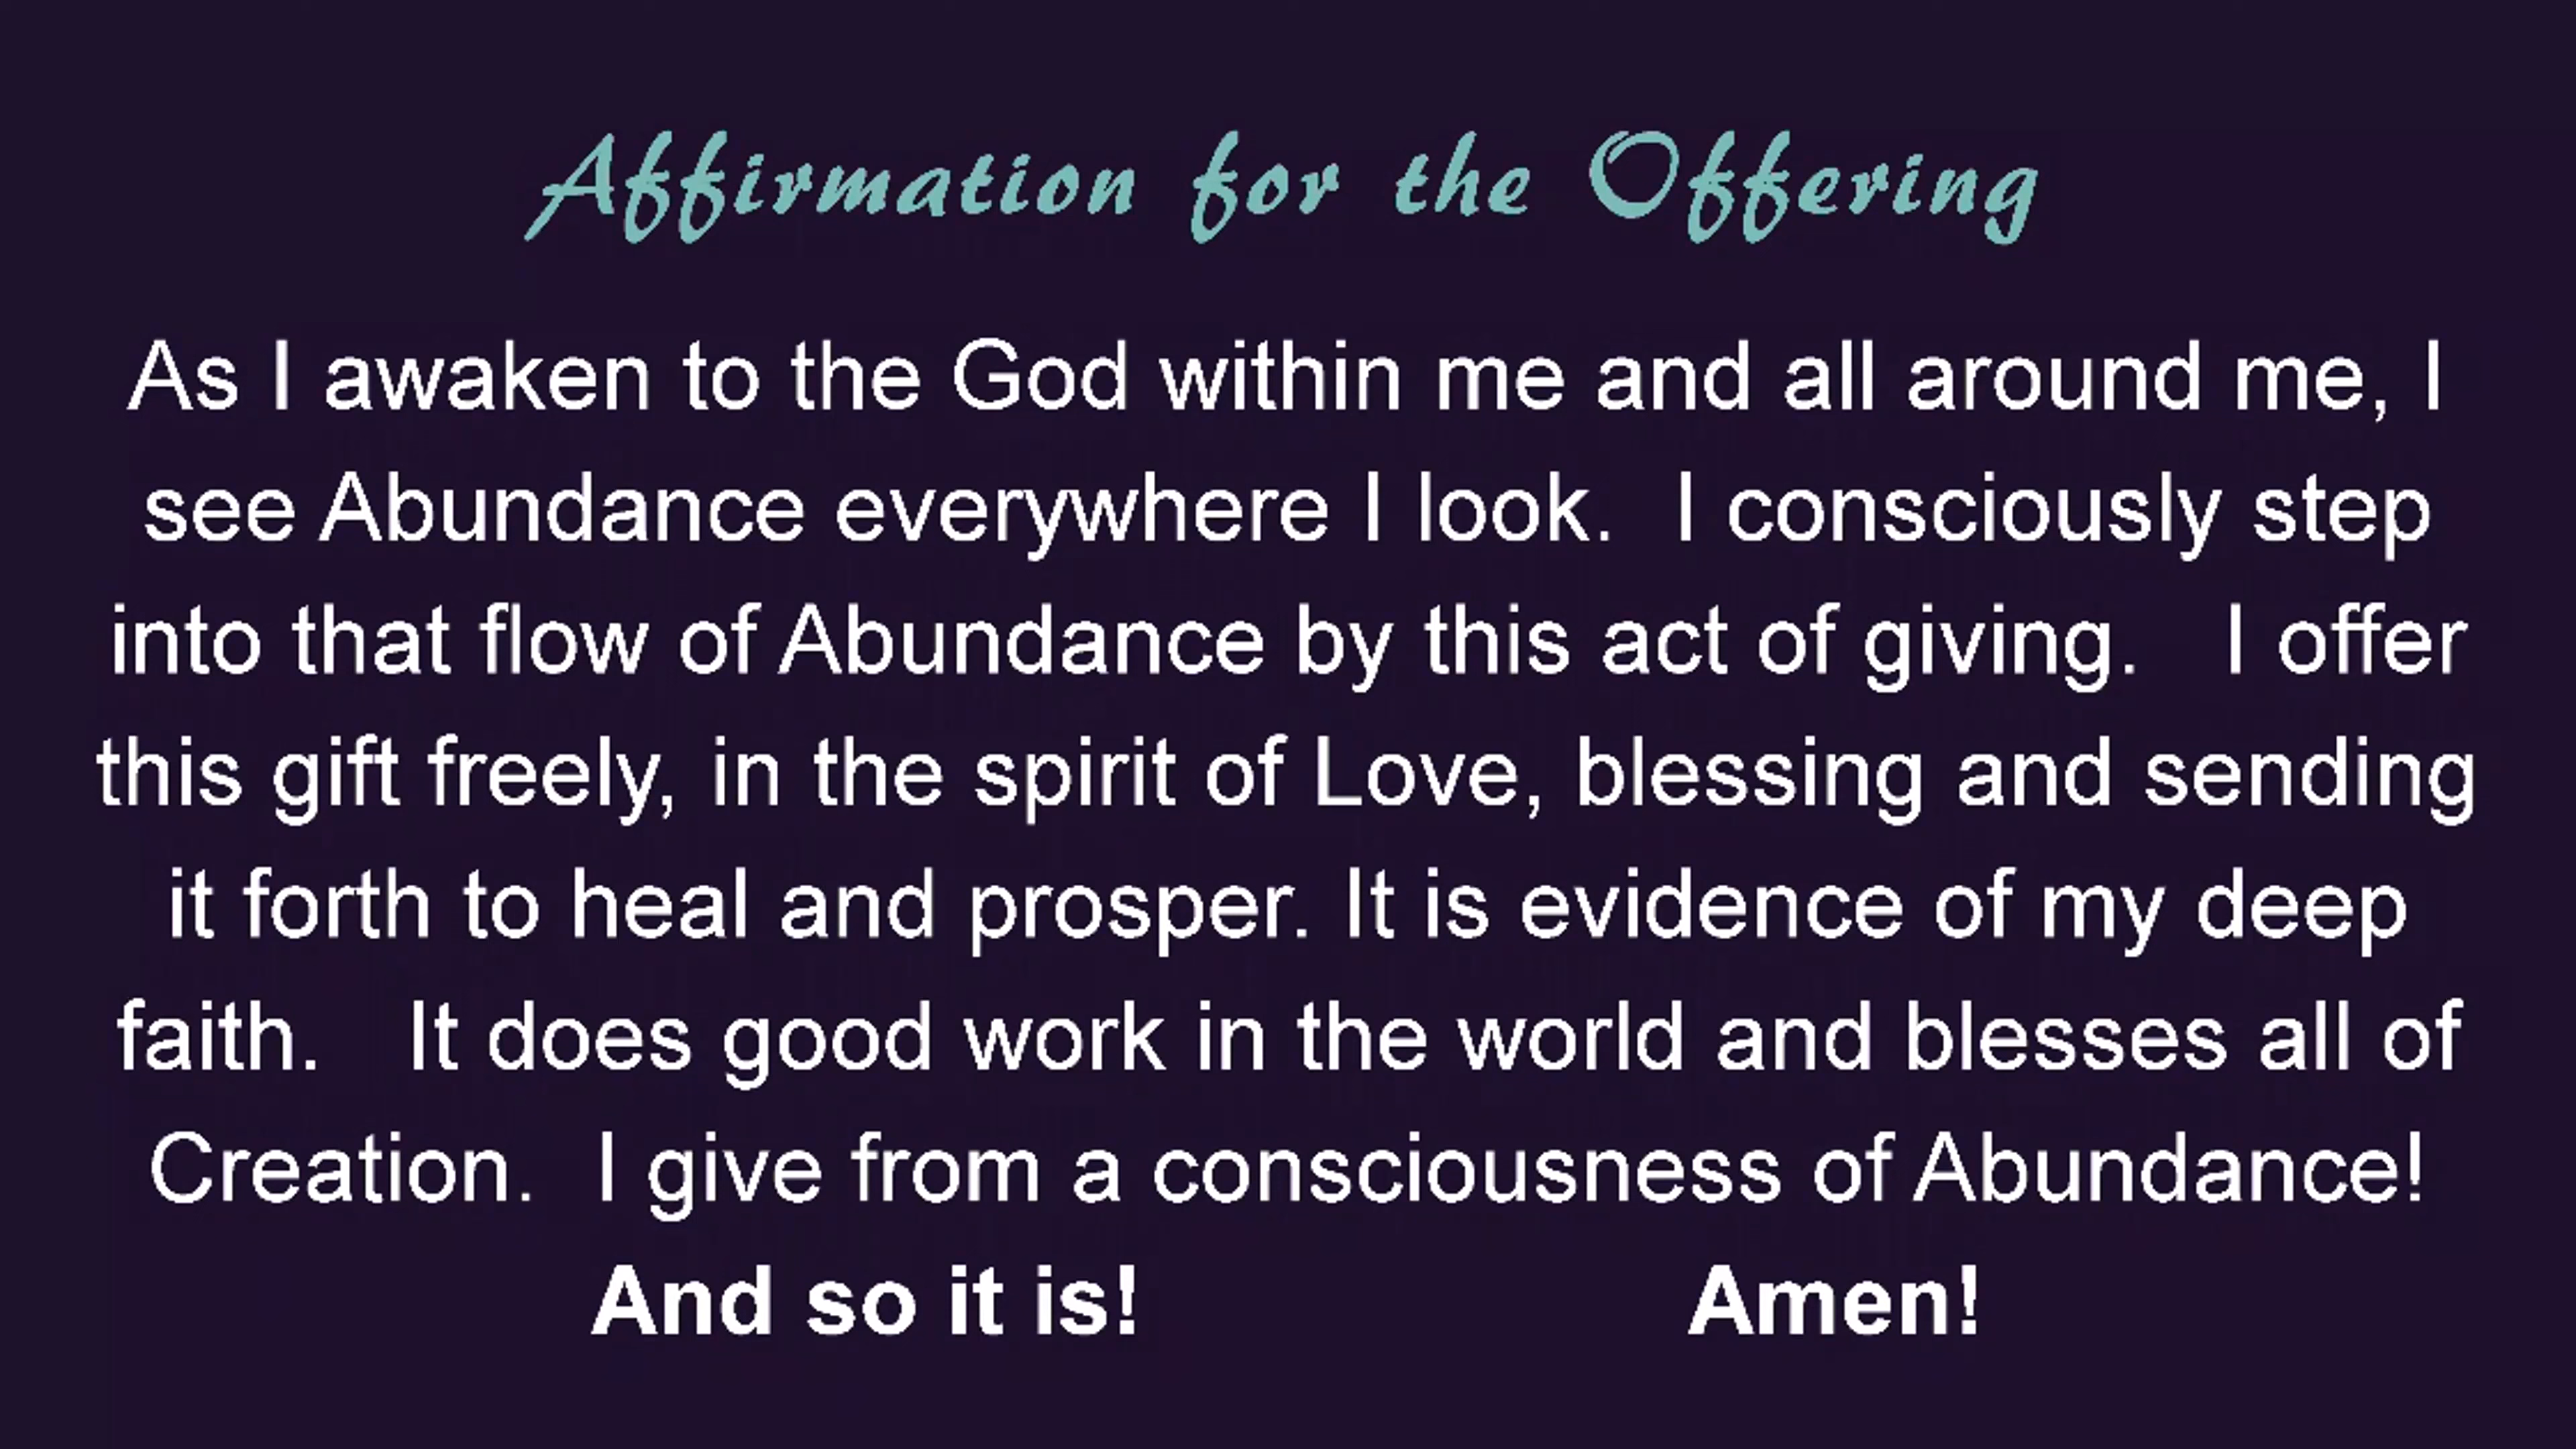 Affirmation for the Offering
As I awaken to the God within me and all around me, I
see Abundance everywhere I look.  I consciously step
into that flow of Abundance by this act of giving.   I offer
this gift freely, in the spirit of Love, blessing and sending
it forth to heal and prosper. It is evidence of my deep
faith.   It does good work in the world and blesses all of
Creation.  I give from a consciousness of Abundance!
And so it is!   Amen!